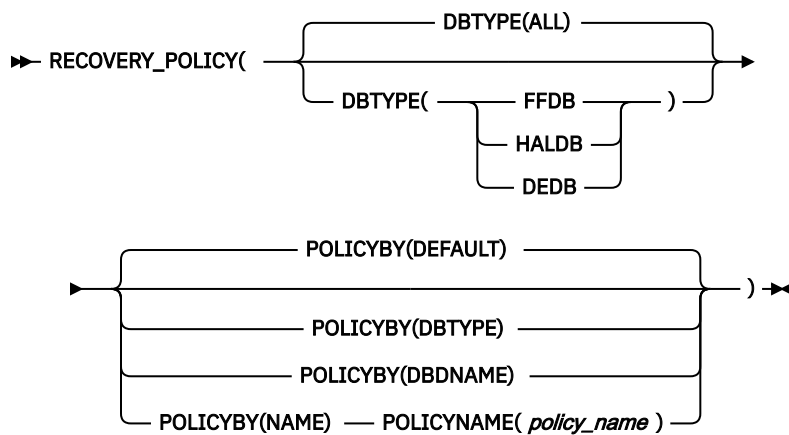 DBTYPE(ALL)
RECOVERY_POLICY(
DBTYPE( FFDB )
HALDB
DEDB
POLICYBY(DEFAULT)
)
POLICYBY(DBTYPE)
POLICYBY(DBDNAME)
POLICYBY(NAME) POLICYNAME( policy_name )